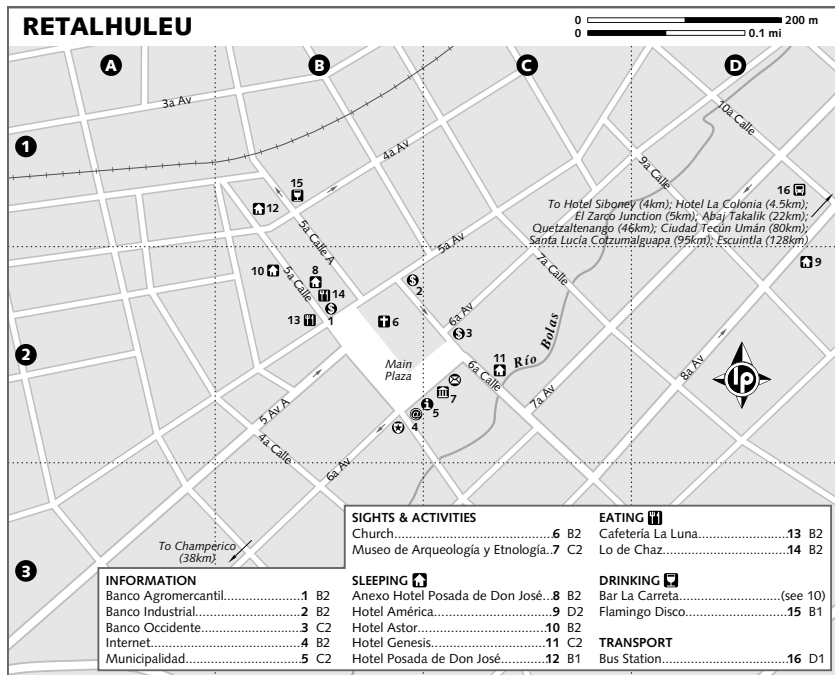 RETALHULEU
0 200 m
0 0.1 mi
A B C D
1
2
3
3a Av
4a Av
10a Calle
9a Calle
15
12
16
To Hotel Siboney (4km); Hotel La Colonia (4.5km);
El Zarco Junction (5km); Abaj Takalik (22km);
Quetzaltenango (46km); Ciudad Tecún Umán (80km);
Santa Lucía Cotzumalguapa (95km); Escuintla (128km)
5a Calle A
5a Av
7a Calle
9
10
8
5a Calle
14
2
13
1
6
6a Av
3
Main
Plaza
11
6a Calle
Río Bolas
7a Av
8a Av
lp
7
5
4
5 Av A
4a Calle
6a Av
To Champerico
(38km)
INFORMATION
Banco Agromercantil 1 B2
Banco Industrial 2 B2
Banco Occidente 3 C2
Internet 4 B2
Municipalidad 5 C2
SIGHTS & ACTIVITIES
Church 6 B2
Museo de Arqueología y Etnología..7 C2
SLEEPING
Anexo Hotel Posada de Don José...8 B2
Hotel América 9 D2
Hotel Astor 10 B2
Hotel Genesis 11 C2
Hotel Posada de Don José 12 B1
EATING
Cafetería La Luna 13 B2
Lo de Chaz 14 B2
DRINKING
Bar La Carreta (see 10)
Flamingo Disco 15 B1
TRANSPORT
Bus Station 16 D1